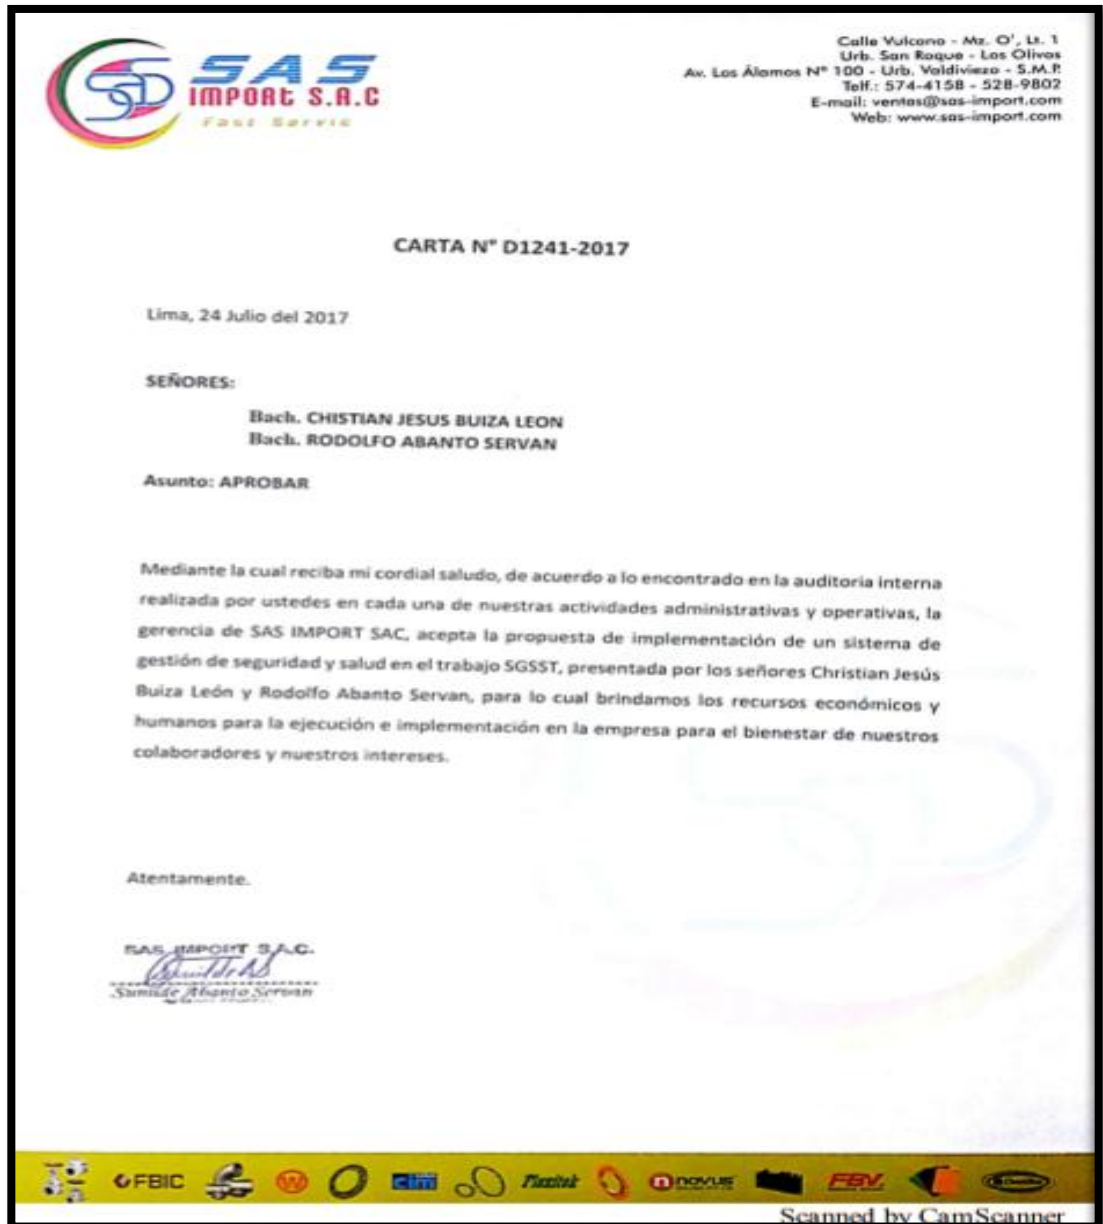 SAS
IMPORT S.A.C
Fast Servic
Calle Vulcano - Mz. O', Lt. 1
Urb. San Roque - Los Olivos
Av. Los Álamos N° 100 - Urb. Valdiviezo - S.M.P.
Telf.: 574-4158 - 528-9802
E-mail: ventas@sas-import.com
Web: www.sas-import.com
CARTA N° D1241-2017
Lima, 24 Julio del 2017
SEÑORES:
Bach. CHISTIAN JESUS BUIZA LEON
Bach. RODOLFO ABANTO SERVAN
Asunto: APROBAR
Mediante la cual reciba mi cordial saludo, de acuerdo a lo encontrado en la auditoria interna
realizada por ustedes en cada una de nuestras actividades administrativas y operativas, la
gerencia de SAS IMPORT SAC, acepta la propuesta de implementación de un sistema de
gestión de seguridad y salud en el trabajo SGSST, presentada por los señores Christian Jesús
Buiza León y Rodolfo Abanto Servan, para lo cual brindamos los recursos económicos y
humanos para la ejecución e implementación en la empresa para el bienestar de nuestros
colaboradores y nuestros intereses.
Atentamente.
SAS IMPORT S.A.C.
Abanto Servan
FBIC
cim
novus
FBV.
Scanned by CamScanner